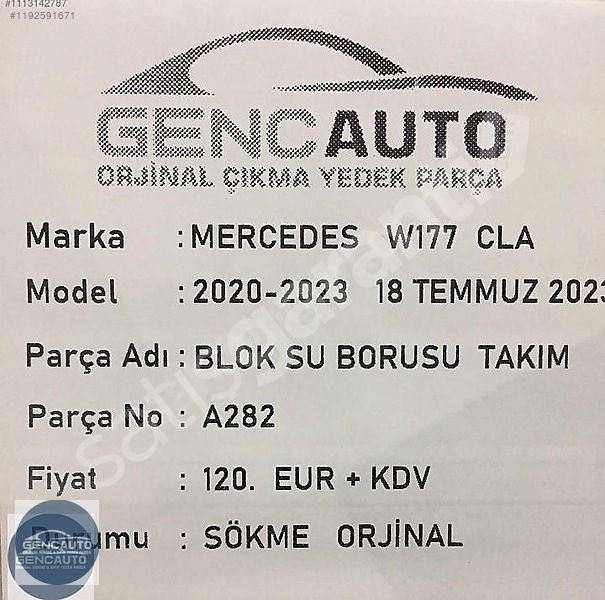 #1113142787
#1192591671
GENCAUTO
ORJİNAL ÇIKMA YEDEK PARÇA
Marka : MERCEDES W177 CLA
Model : 2020-2023 18 TEMMUZ 2023
Parça Adı : BLOK SU BORUSU TAKIM
Parça No : A282
Fiyat : 120. EUR + KDV
Durumu : SÖKME ORJİNAL
GENCAUTO
GENCAUTO